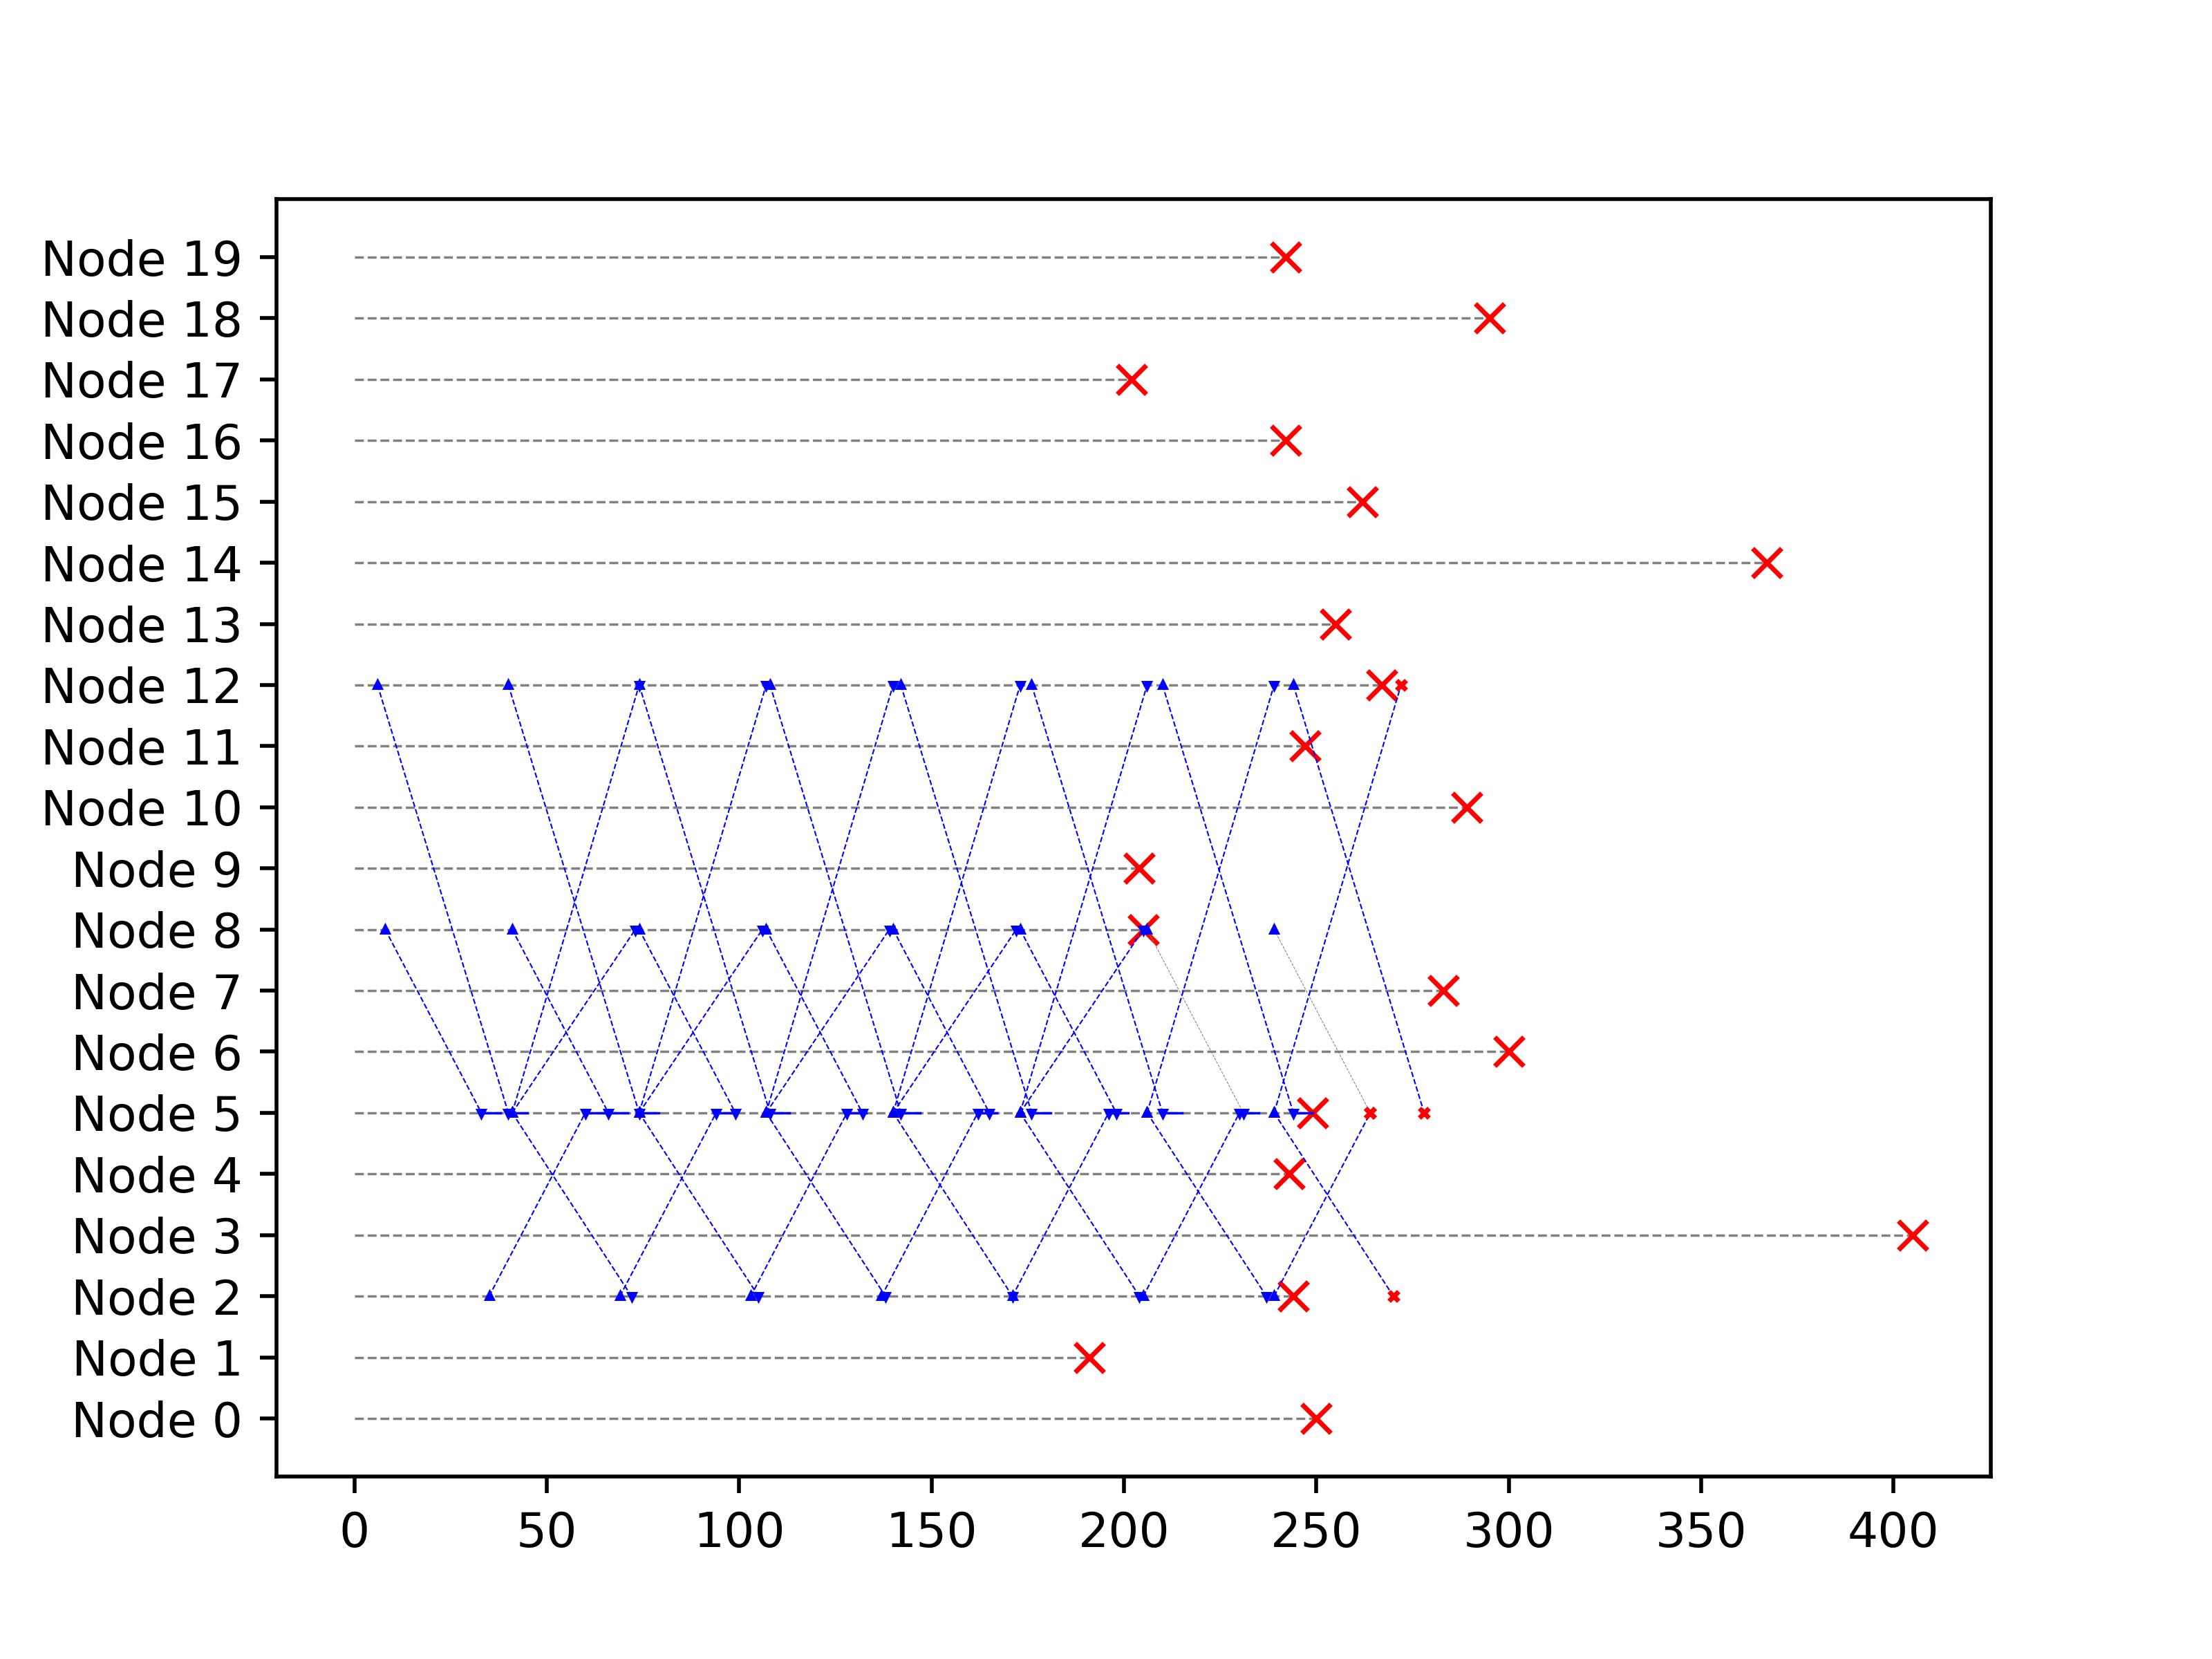 Node 19
Node 18
Node 17
Node 16
Node 15
Node 14
Node 13
Node 12
Node 11
Node 10
Node 9
Node 8
Node 7
Node 6
Node 5
Node 4
Node 3
Node 2
Node 1
Node 0
0 50 100 150 200 250 300 350 400